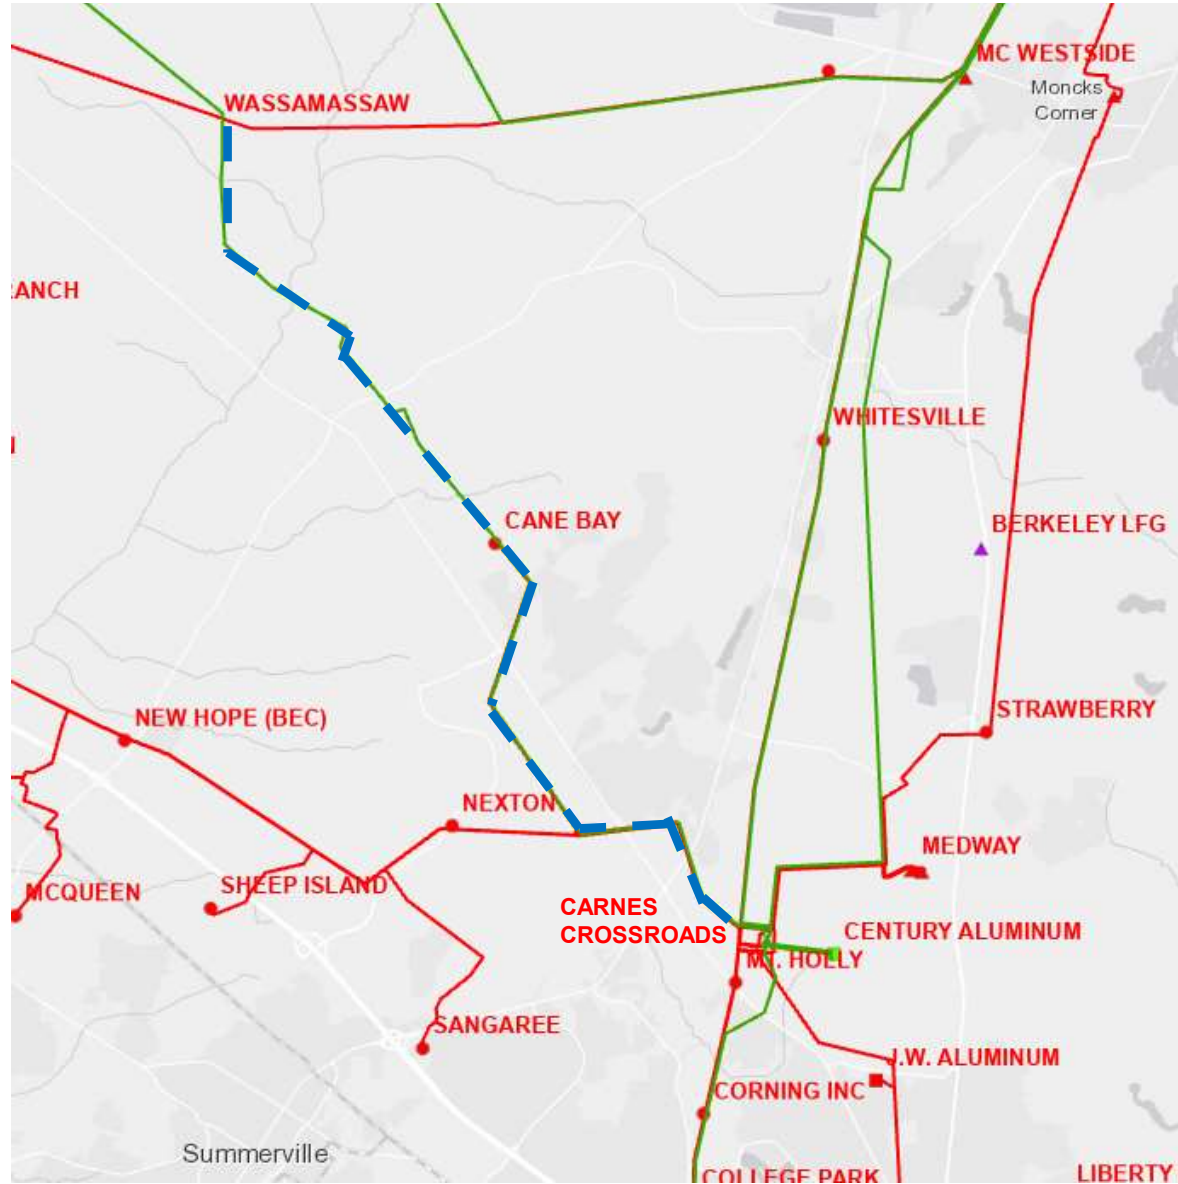 MC WESTSIDE
Moncks
Corner
WASSAMASSAW
ANCH
WHITESVILLE
CANE BAY
BERKELEY LFG
STRAWBERRY
NEW HOPE (BEC)
NEXTON
MEDWAY
SHEEP ISLAND
MCQUEEN
CARNES
CROSSROADS
CENTURY ALUMINUM
MT. HOLLY
SANGAREE
J.W. ALUMINUM
CORNING INC
Summerville
COLLEGE PARK
LIBERTY